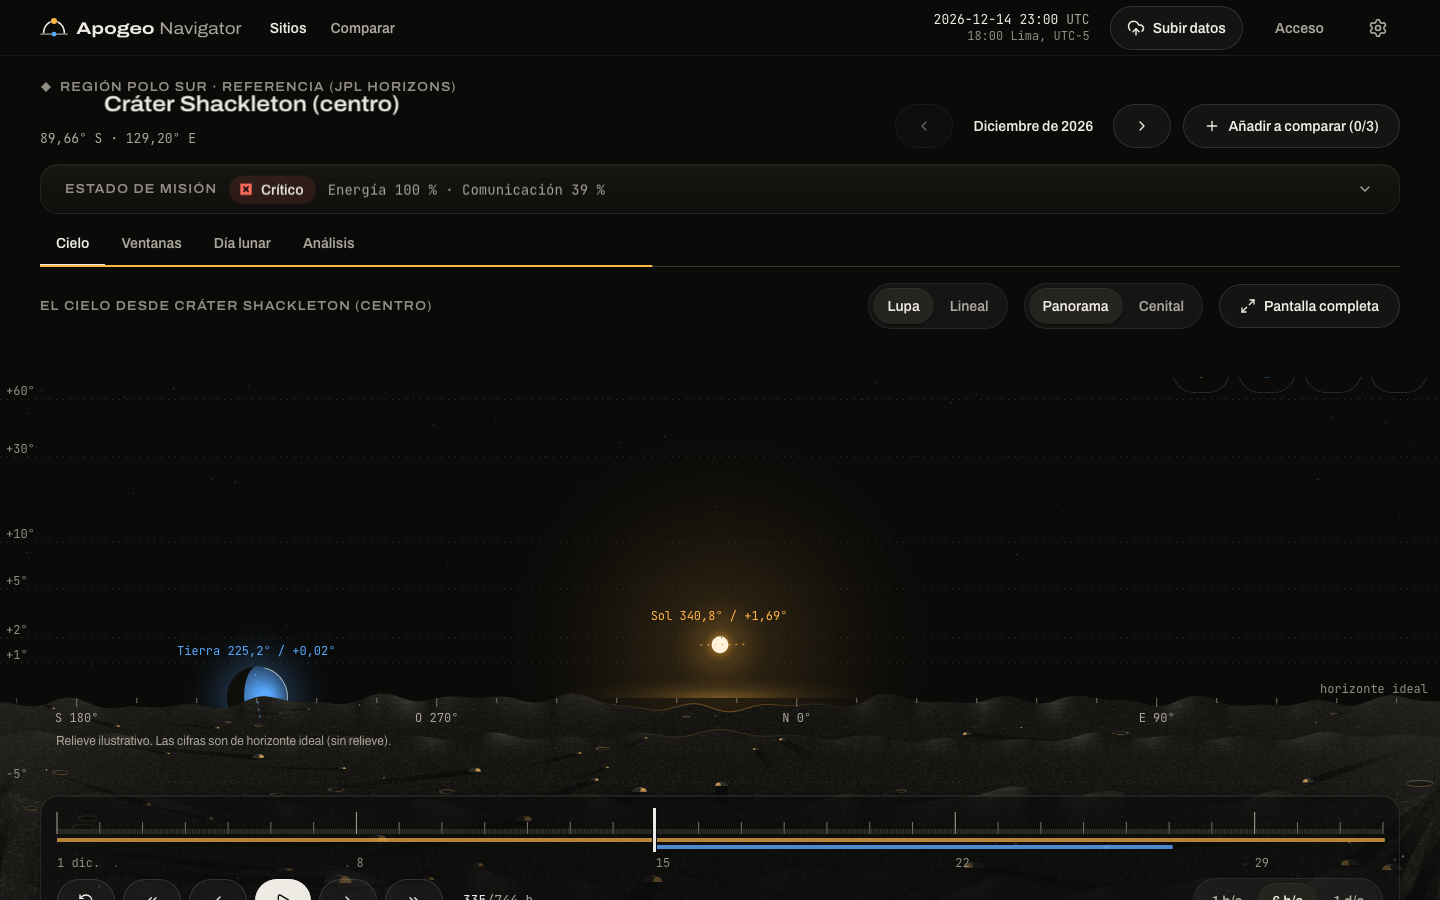 Apogeo Navigator
Sitios
Comparar
2026-12-14 23:00 UTC
18:00 Lima, UTC-5
Subir datos
Acceso
REGIÓN POLO SUR · REFERENCIA (JPL HORIZONS)
Cráter Shackleton (centro)
89,66° S · 129,20° E
Diciembre de 2026
Añadir a comparar (0/3)
ESTADO DE MISIÓN
Crítico
Energía 100 % · Comunicación 39 %
Cielo
Ventanas
Día lunar
Análisis
EL CIELO DESDE CRÁTER SHACKLETON (CENTRO)
Lupa
Lineal
Panorama
Cenital
Pantalla completa
+60°
+30°
+10°
+5°
+2°
+1°
Sol 340,8° / +1,69°
Tierra 225,2° / +0,02°
horizonte ideal
S 180°
O 270°
N 0°
E 90°
Relieve ilustrativo. Las cifras son de horizonte ideal (sin relieve).
-5°
1 dic.
8
15
22
29
335/744 h
1 h/s
6 h/s
1 d/s